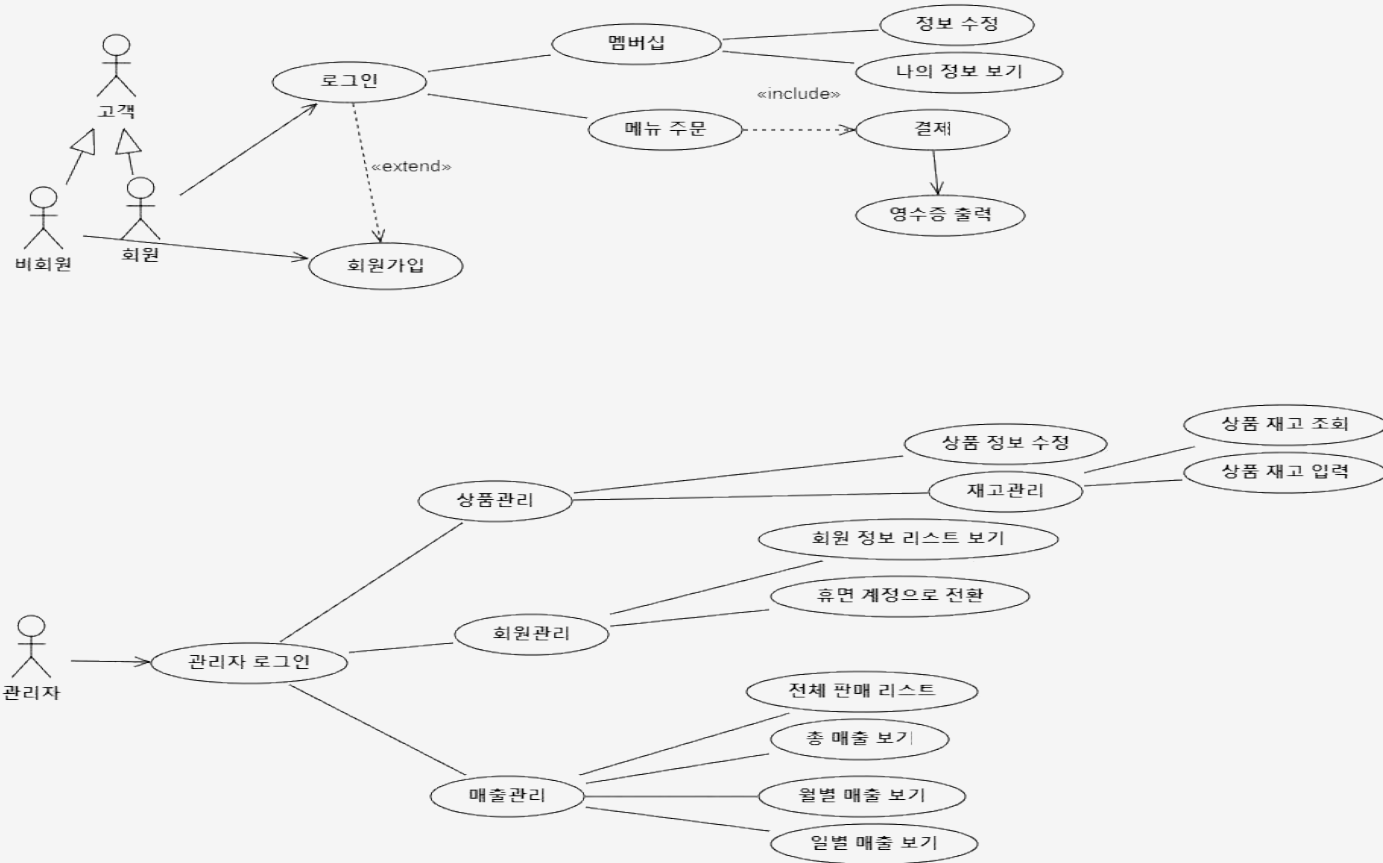 정보 수정
멤버십
나의 정보 보기
로그인
고객
«include»
메뉴 주문
결제
«extend»
영수증 출력
회원
비회원
회원가입
상품 재고 조회
상품 정보 수정
상품 재고 입력
재고관리
상품관리
회원 정보 리스트 보기
휴면 계정으로 전환
회원관리
관리자 로그인
관리자
전체 판매 리스트
총 매출 보기
매출관리
월별 매출 보기
일별 매출 보기